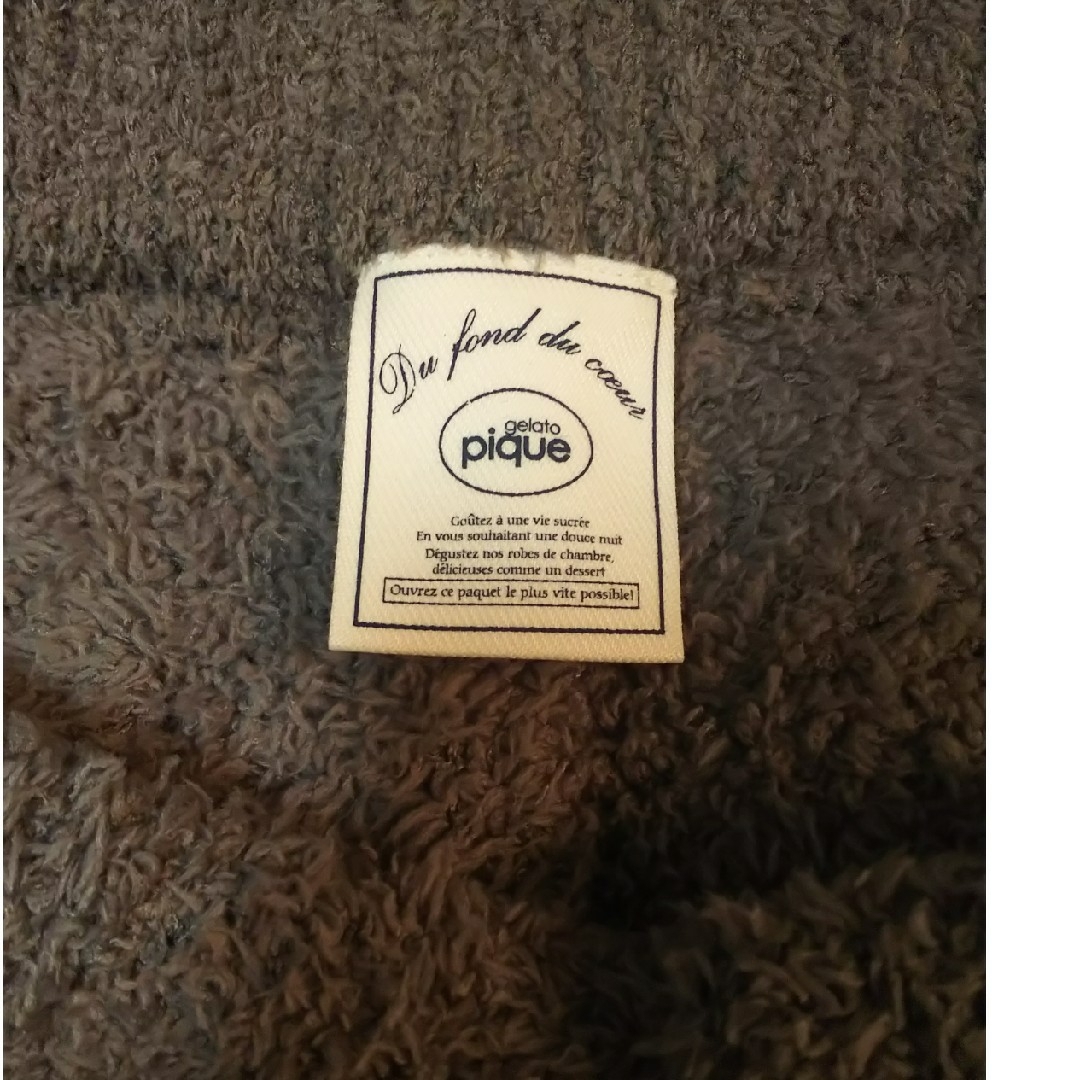 Du fond du cœur
gelato
pique
Goûtez à une vie sucrée
En vous souhaitant une douce nuit
Dégustez nos robes de chambre,
délicieuses comme un dessert
Ouvrez ce paquet le plus vite possible!